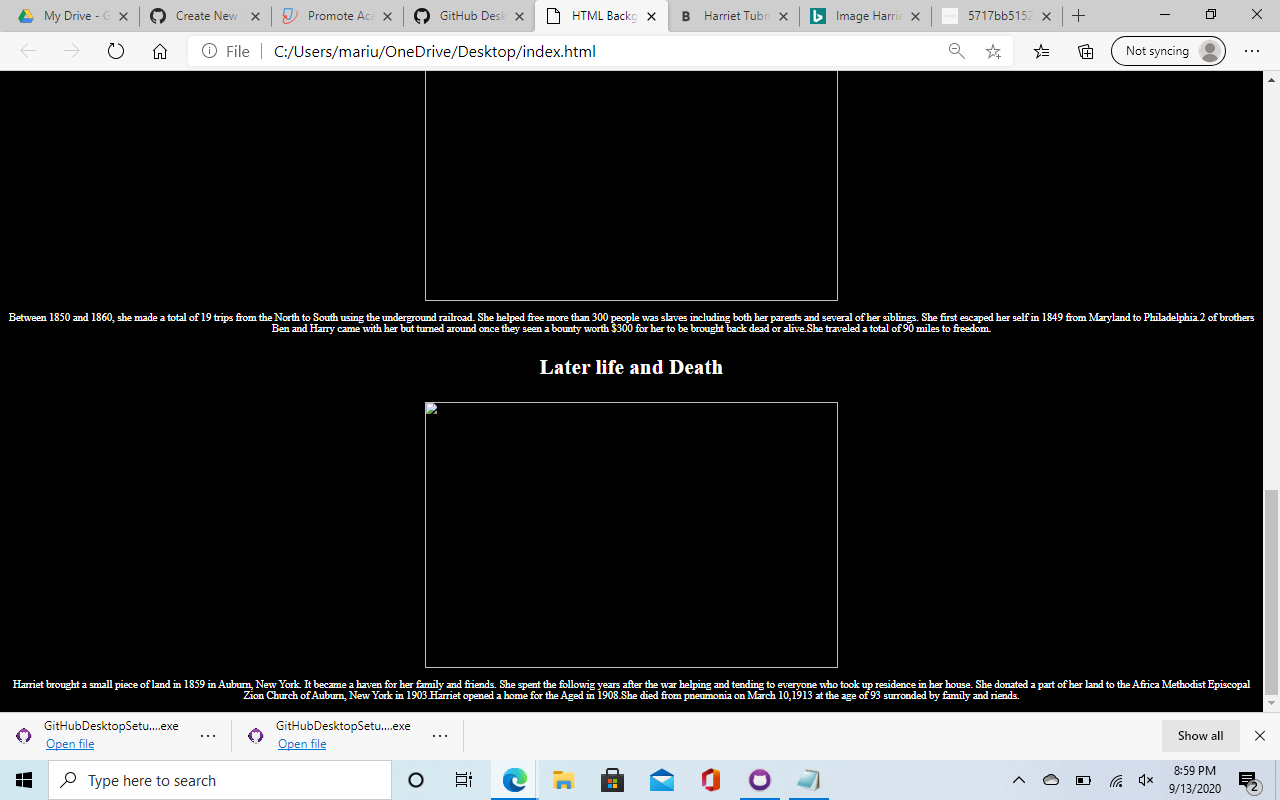 My Drive - G
Create New
Promote Aca
GitHub Desk
HTML Backg
Harriet Tubm
Image Harrie
5717bb5152
File
C:/Users/mariu/OneDrive/Desktop/index.html
Not syncing
Between 1850 and 1860, she made a total of 19 trips from the North to South using the underground railroad. She helped free more than 300 people was slaves including both her parents and several of her siblings. She first escaped her self in 1849 from Maryland to Philadelphia.2 of brothers
Ben and Harry came with her but turned around once they seen a bounty worth $300 for her to be brought back dead or alive.She traveled a total of 90 miles to freedom.
Later life and Death
Harriet brought a small piece of land in 1859 in Auburn, New York. It became a haven for her family and friends. She spent the followig years after the war helping and tending to everyone who took up residence in her house. She donated a part of her land to the Africa Methodist Episcopal
Zion Church of Auburn, New York in 1903.Harriet opened a home for the Aged in 1908.She died from pneumonia on March 10,1913 at the age of 93 surronded by family and riends.
GitHubDesktopSetu....exe
Open file
GitHubDesktopSetu....exe
Open file
Show all
Type here to search
8:59 PM
9/13/2020
2